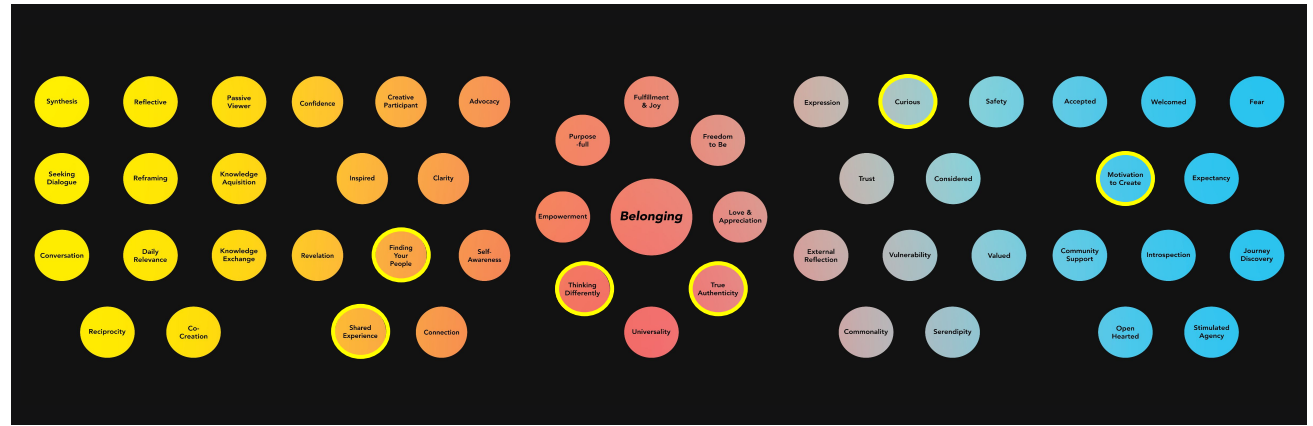 Synthesis
Reflective
Passive
Viewer
Confidence
Creative
Participant
Advocacy
Fulfillment
& Joy
Expression
Curious
Safety
Accepted
Welcomed
Fear
Purpose
-full
Freedom
to Be
Seeking
Dialogue
Reframing
Knowledge
Aquisition
Inspired
Clarity
Trust
Considered
Motivation
to Create
Expectancy
Empowerment
Belonging
Love &
Appreciation
Conversation
Daily
Relevance
Knowledge
Exchange
Revelation
Finding
Your
People
Self-
Awareness
External
Reflection
Vulnerability
Valued
Community
Support
Introspection
Journey
Discovery
Thinking
Differently
True
Authenticity
Reciprocity
Co-
Creation
Shared
Experience
Connection
Universality
Commonality
Serendipity
Open
Hearted
Stimulated
Agency